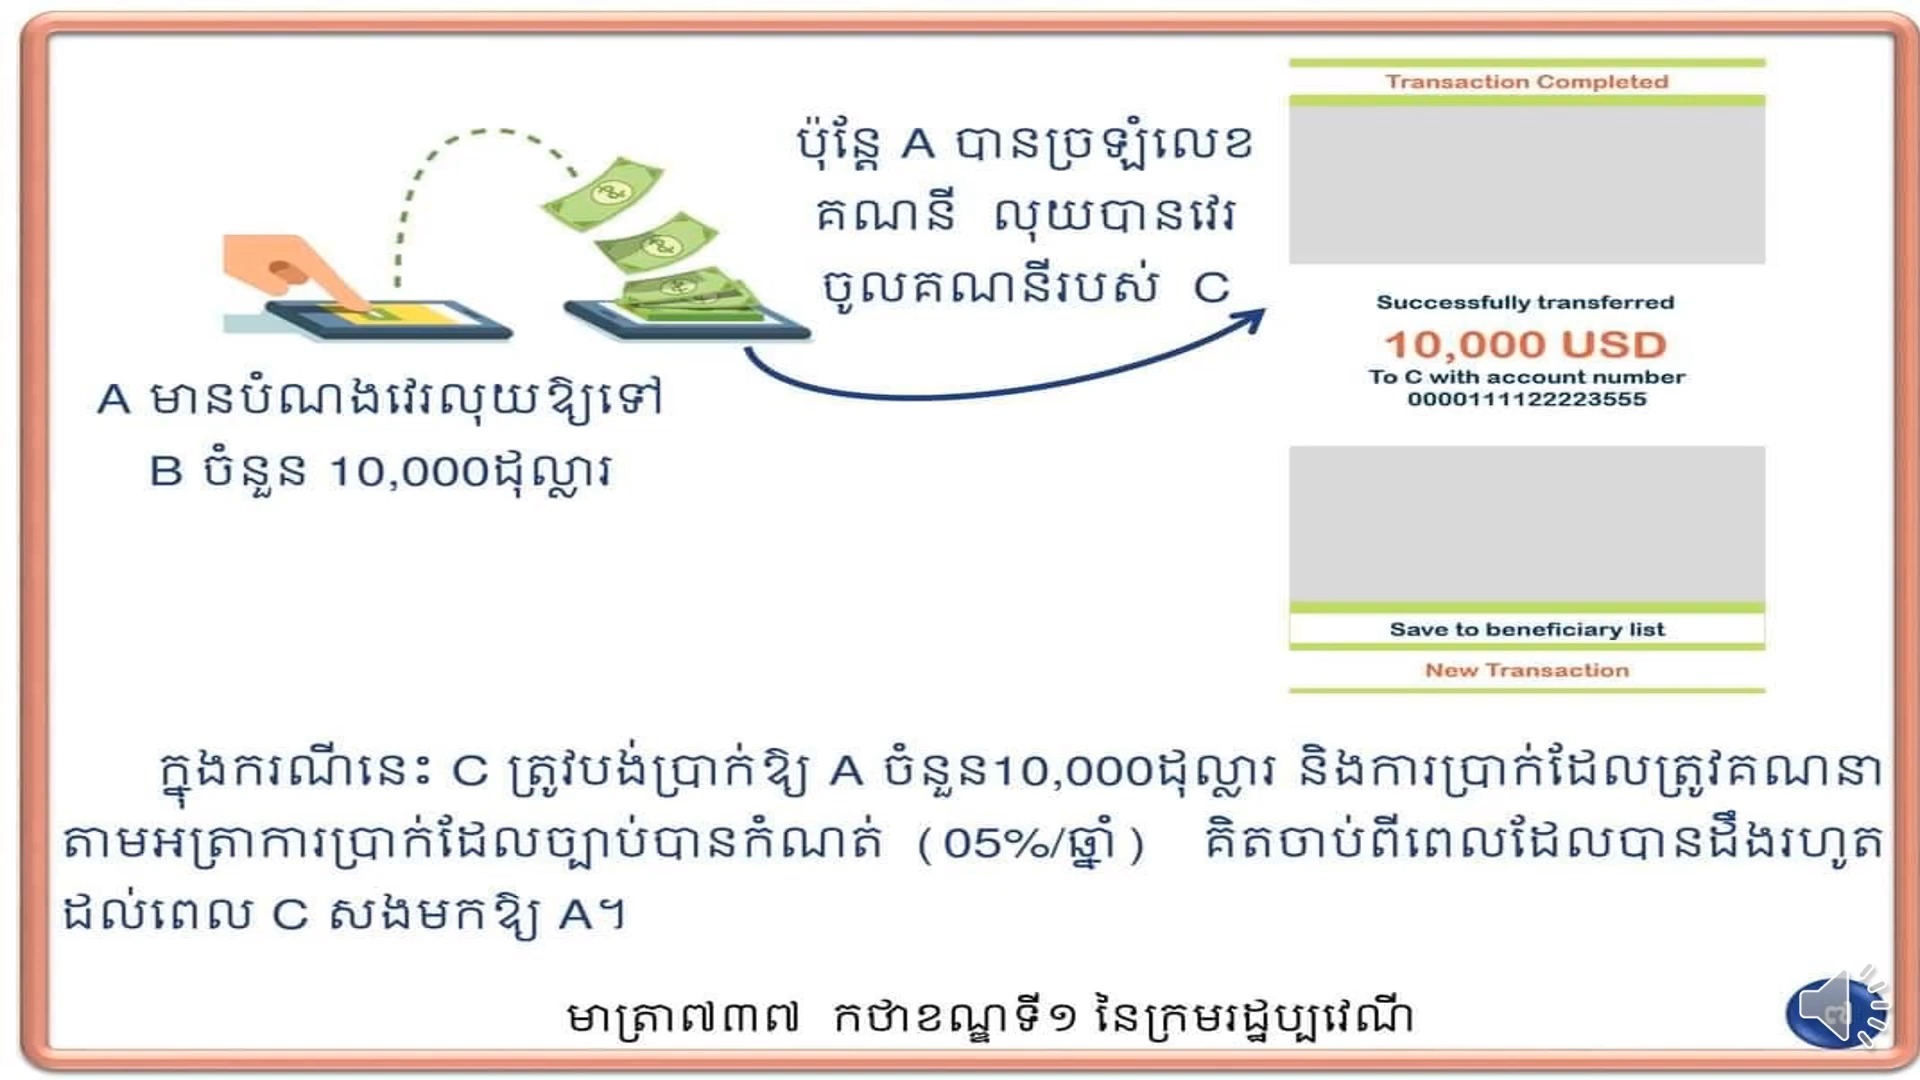 ប៉ុន្តែ A បានច្រឡំលេខ
គណនី លុយបានវេរ
ចូលគណនីរបស់ C
A មានបំណងវេរលុយឱ្យទៅ
B ចំនួន 10,000ដុល្លារ
Transaction Completed
Successfully transferred
10,000 USD
To C with account number
0000111122223555
Save to beneficiary list
New Transaction
ក្នុងករណីនេះ C ត្រូវបង់ប្រាក់ឱ្យ A ចំនួន10,000ដុល្លារ និងការប្រាក់ដែលត្រូវគណនា
តាមអត្រាការប្រាក់ដែលច្បាប់បានកំណត់ (05%/ឆ្នាំ) គិតចាប់ពីពេលដែលបានដឹងរហូត
ដល់ពេល C សងមកឱ្យ A។
មាត្រា៧៣៧ កថាខណ្ឌទី១ នៃក្រមរដ្ឋប្បវេណី